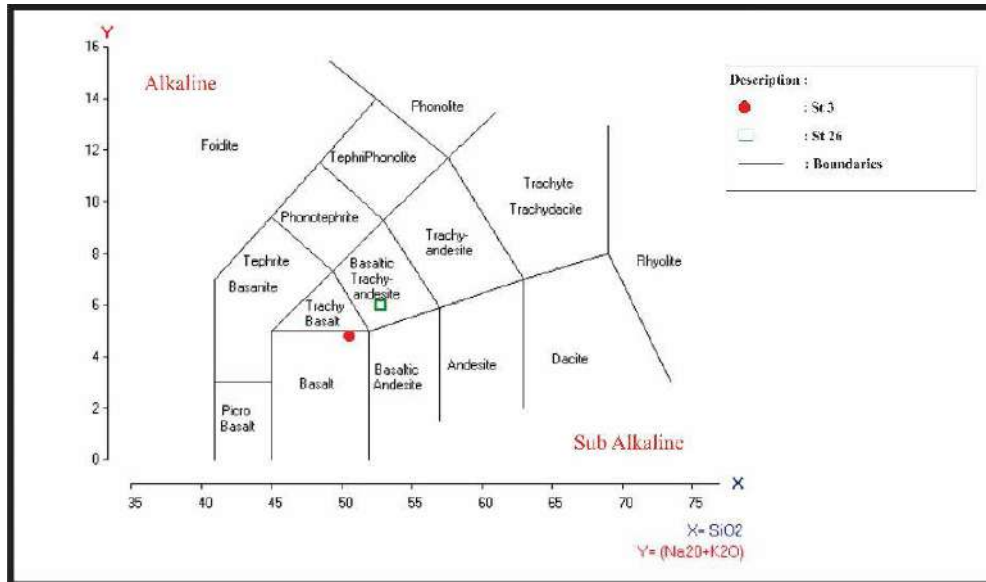 Y
16
14
12
10
8
6
4
2
0
35
40
45
50
55
60
65
70
75
X
X= SiO2
Y= (Na2O+K2O)
Alkaline
Sub Alkaline
Foidite
Phonolite
TephriPhonolite
Phonotephrite
Tephrite
Basanite
Trachy
Basalt
Basaltic
Trachy-
andesite
Trachy-
andesite
Trachyte
Trachydacite
Rhyolite
Picro
Basalt
Basalt
Basaltic
Andesite
Andesite
Dacite
Description :
: St 3
: St 26
: Boundaries